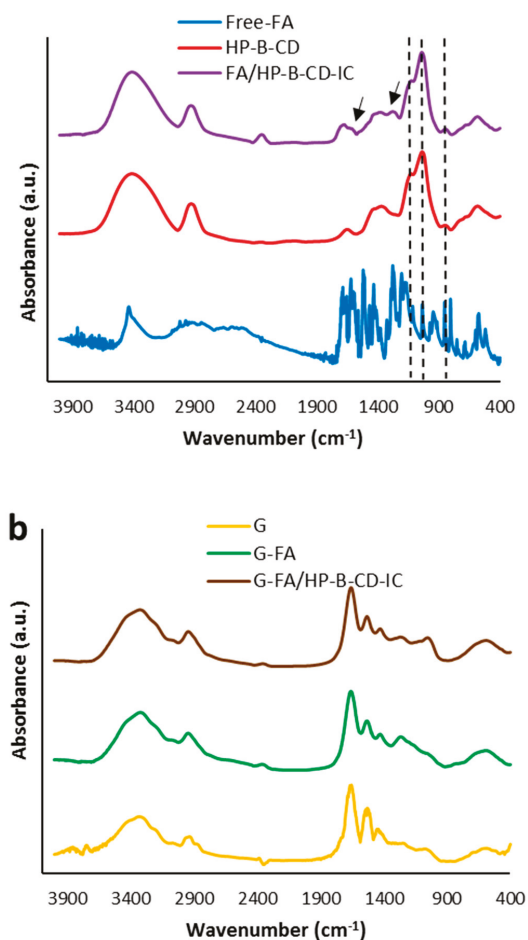 Free-FA
HP-B-CD
FA/HP-B-CD-IC
Absorbance (a.u.)
3900 3400 2900 2400 1900 1400 900 400
Wavenumber (cm⁻¹)
b
G
G-FA
G-FA/HP-B-CD-IC
Absorbance (a.u.)
3900 3400 2900 2400 1900 1400 900 400
Wavenumber (cm⁻¹)